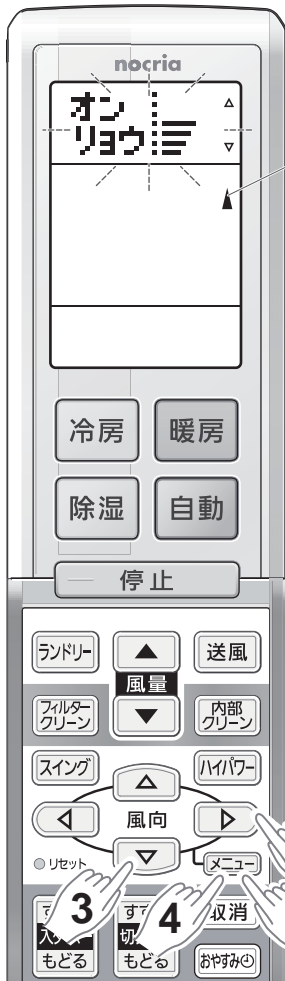 nocria
オン
リョウ
冷房 暖房
除湿 自動
停止
ランドリー 風量 送風
フィルター
クリーン
内部
クリーン
スイング ハイパワー
風向
リセット メニュー
3 4 取消
もどる もどる おやすみ